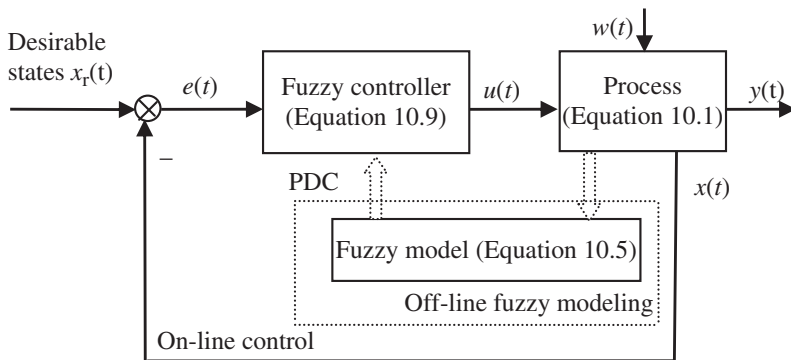 w(t)
Desirable
states x_r(t)
e(t)
Fuzzy controller
(Equation 10.9)
u(t)
Process
(Equation 10.1)
y(t)
–
PDC
x(t)
Fuzzy model (Equation 10.5)
Off-line fuzzy modeling
On-line control